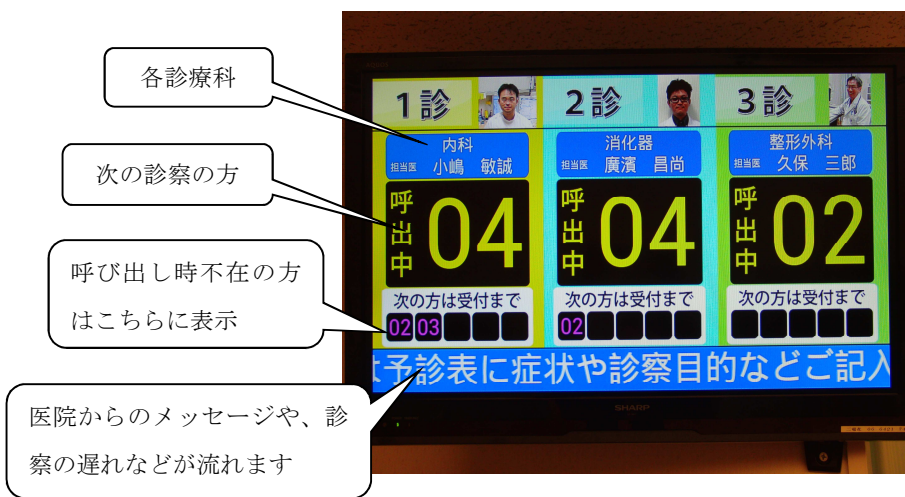 各診療科
次の診察の方
呼び出し時不在の方
はこちらに表示
医院からのメッセージや、診
察の遅れなどが流れます
1診
2診
3診
内科
担当医 小嶋 敏誠
消化器
担当医 廣濱 昌尚
整形外科
担当医 久保 三郎
呼出中 04
呼出中 04
呼出中 02
次の方は受付まで
02 03
次の方は受付まで
02
次の方は受付まで
予診表に症状や診察目的などご記入
SHARP